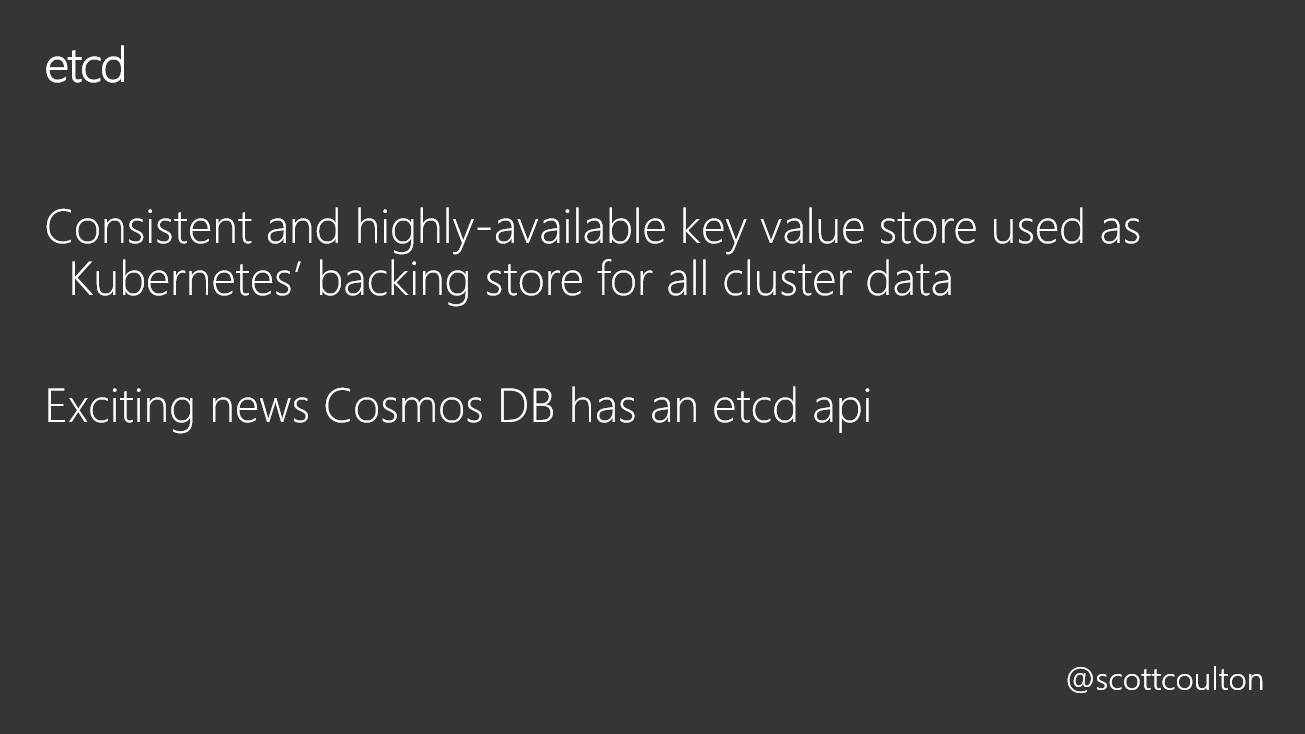 etcd
Consistent and highly-available key value store used as
Kubernetes’ backing store for all cluster data
Exciting news Cosmos DB has an etcd api
@scottcoulton